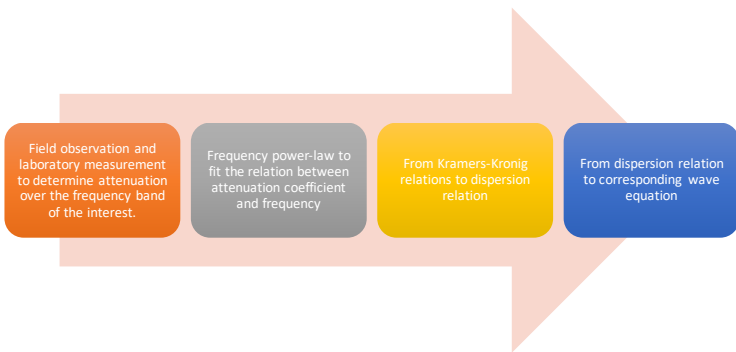 Field observation and
laboratory measurement
to determine attenuation
over the frequency band
of the interest.
Frequency power-law to
fit the relation between
attenuation coefficient
and frequency
From Kramers-Kronig
relations to dispersion
relation
From dispersion relation
to corresponding wave
equation